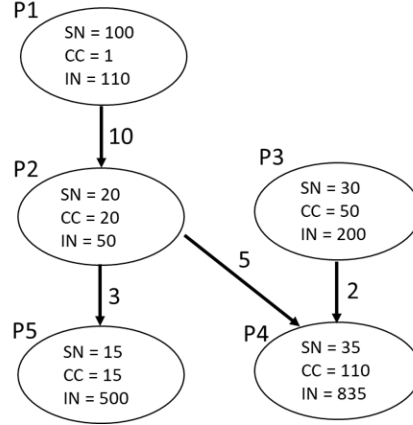 P1
SN = 100
CC = 1
IN = 110
10
P2
SN = 20
CC = 20
IN = 50
P3
SN = 30
CC = 50
IN = 200
3
5
2
P5
SN = 15
CC = 15
IN = 500
P4
SN = 35
CC = 110
IN = 835